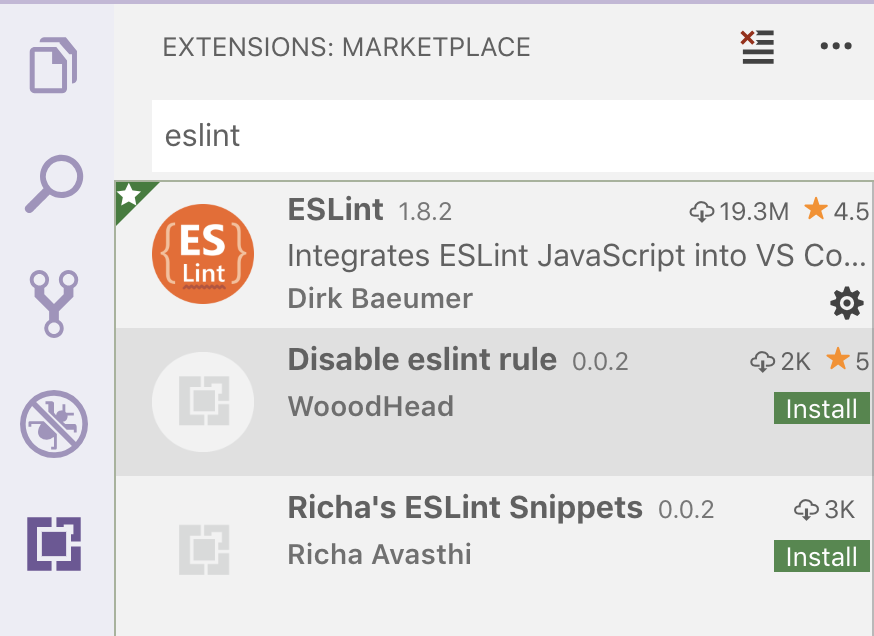 EXTENSIONS: MARKETPLACE
eslint
ESLint 1.8.2 19.3M 4.5
{ES
Lint}
Integrates ESLint JavaScript into VS Co...
Dirk Baeumer
Disable eslint rule 0.0.2 2K 5
WooodHead Install
Richa's ESLint Snippets 0.0.2 3K
Richa Avasthi Install